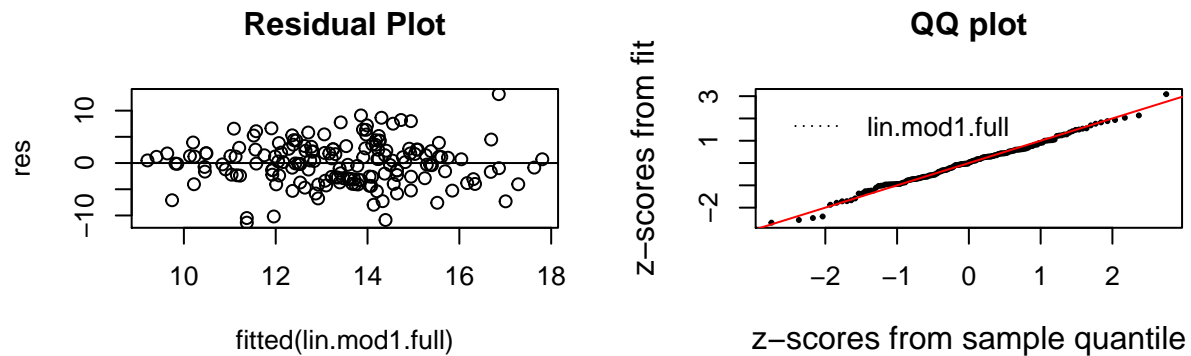 Residual Plot
res
10
0
−10
10 12 14 16 18
fitted(lin.mod1.full)
QQ plot
z−scores from fit
3
1
−2
lin.mod1.full
−2 −1 0 1 2
z−scores from sample quantile